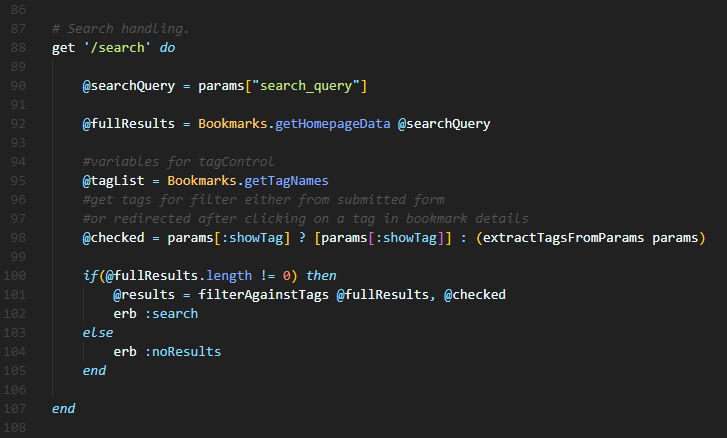 86
87 # Search handling.
88 get '/search' do
89
90 @searchQuery = params["search_query"]
91
92 @fullResults = Bookmarks.getHomepageData @searchQuery
93
94 #variables for tagControl
95 @tagList = Bookmarks.getTagNames
96 #get tags for filter either from submitted form
97 #or redirected after clicking on a tag in bookmark details
98 @checked = params[:showTag] ? [params[:showTag]] : (extractTagsFromParams params)
99
100 if(@fullResults.length != 0) then
101 @results = filterAgainstTags @fullResults, @checked
102 erb :search
103 else
104 erb :noResults
105 end
106
107 end
108